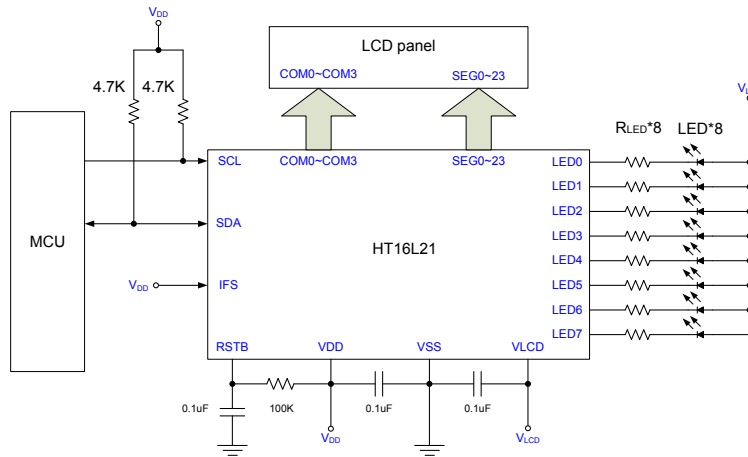 VDD
LCD panel
4.7K 4.7K
COM0~COM3 SEG0~23
RLED*8 LED*8
SCL COM0~COM3 SEG0~23 LED0
LED1
LED2
SDA
LED3
MCU
HT16L21
LED4
VDD IFS LED5
LED6
LED7
RSTB VDD VSS VLCD
0.1uF 100K 0.1uF 0.1uF
VDD VLCD